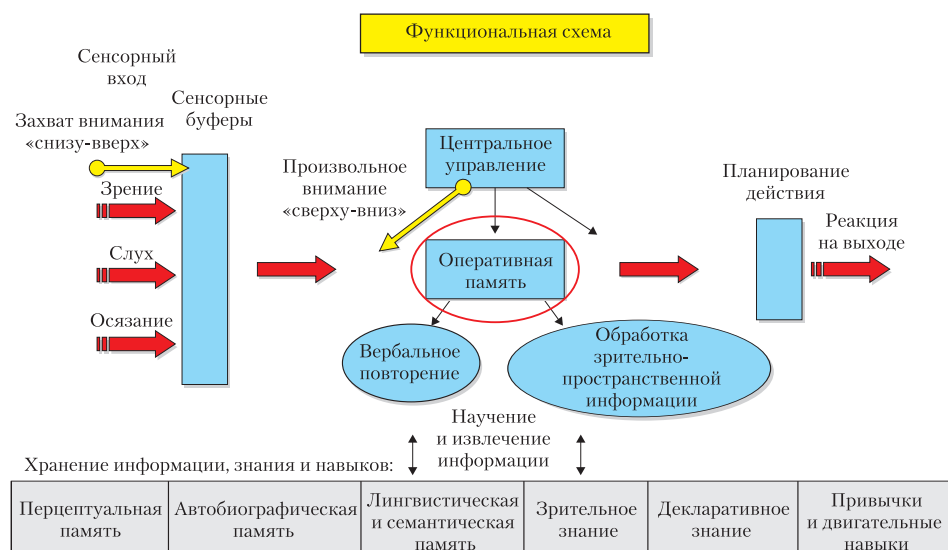 Функциональная схема
Сенсорный
вход
Сенсорные
буферы
Захват внимания
«снизу-вверх»
Зрение
Слух
Осязание
Произвольное
внимание
«сверху-вниз»
Центральное
управление
Оперативная
память
Вербальное
повторение
Обработка
зрительно-
пространственной
информации
Планирование
действия
Реакция
на выходе
Научение
и извлечение
информации
Хранение информации, знания и навыков:
Перцептуальная
память
Автобиографическая
память
Лингвистическая
и семантическая
память
Зрительное
знание
Декларативное
знание
Привычки
и двигательные
навыки